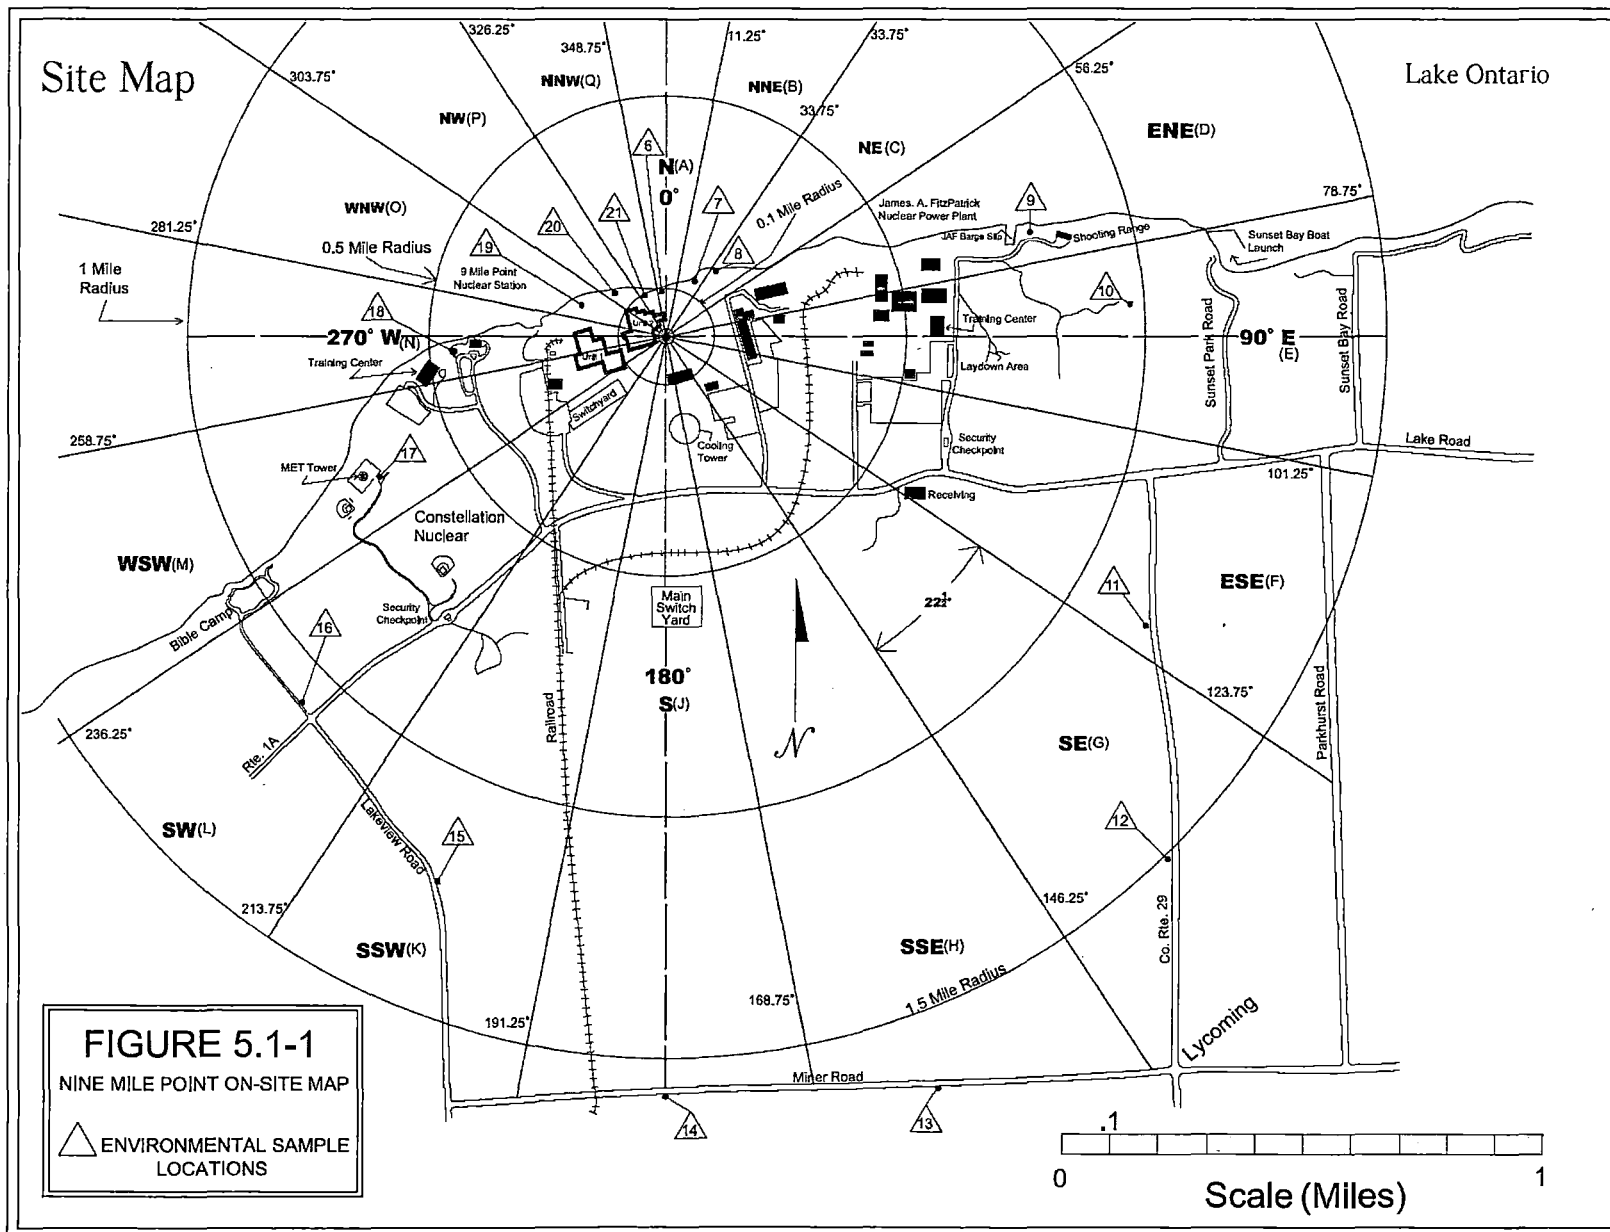 Site Map
Lake Ontario
303.75°
326.25°
348.75°
11.25°
33.75°
56.25°
NNW(Q)
NNE(B)
33.75°
NW(P)
NE(C)
ENE(D)
6
N(A)
0°
WNW(O)
281.25°
78.75°
0.1 Mile Radius
James. A. FitzPatrick
Nuclear Power Plant
9
7
21
20
19
8
0.5 Mile Radius
JAF Barge Slip
Shooting Range
Sunset Bay Boat
Launch
1 Mile
Radius
9 Mile Point
Nuclear Station
18
10
Unit 2
Unit 1
270° W(N)
90° E
(E)
Training Center
Training Center
Laydown Area
Sunset Park Road
Sunset Bay Road
Switchyard
258.75°
Cooling
Tower
Security
Checkpoint
Lake Road
101.25°
MET Tower
17
Receiving
Constellation
Nuclear
WSW(M)
ESE(F)
11
22½°
Main
Switch
Yard
Security
Checkpoint
Bible Camp
16
180°
S(J)
123.75°
Railroad
Parkhurst Road
N
236.25°
Rte. 1A
SE(G)
SW(L)
Lakeview Road
15
12
213.75°
146.25°
SSW(K)
SSE(H)
Co. Rte. 29
1.5 Mile Radius
191.25°
168.75°
Lycoming
Miner Road
14
13
FIGURE 5.1-1
NINE MILE POINT ON-SITE MAP
ENVIRONMENTAL SAMPLE
LOCATIONS
.1
0
1
Scale (Miles)